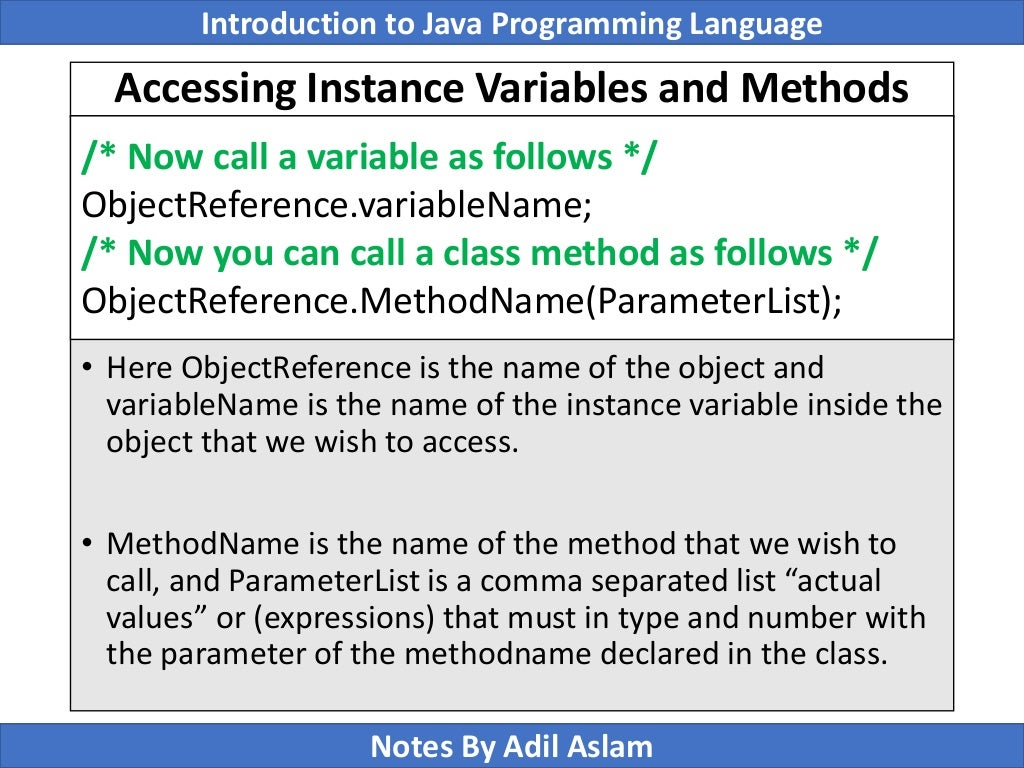 Introduction to Java Programming Language
Accessing Instance Variables and Methods
/* Now call a variable as follows */
ObjectReference.variableName;
/* Now you can call a class method as follows */
ObjectReference.MethodName(ParameterList);
• Here ObjectReference is the name of the object and
variableName is the name of the instance variable inside the
object that we wish to access.
• MethodName is the name of the method that we wish to
call, and ParameterList is a comma separated list “actual
values” or (expressions) that must in type and number with
the parameter of the methodname declared in the class.
Notes By Adil Aslam